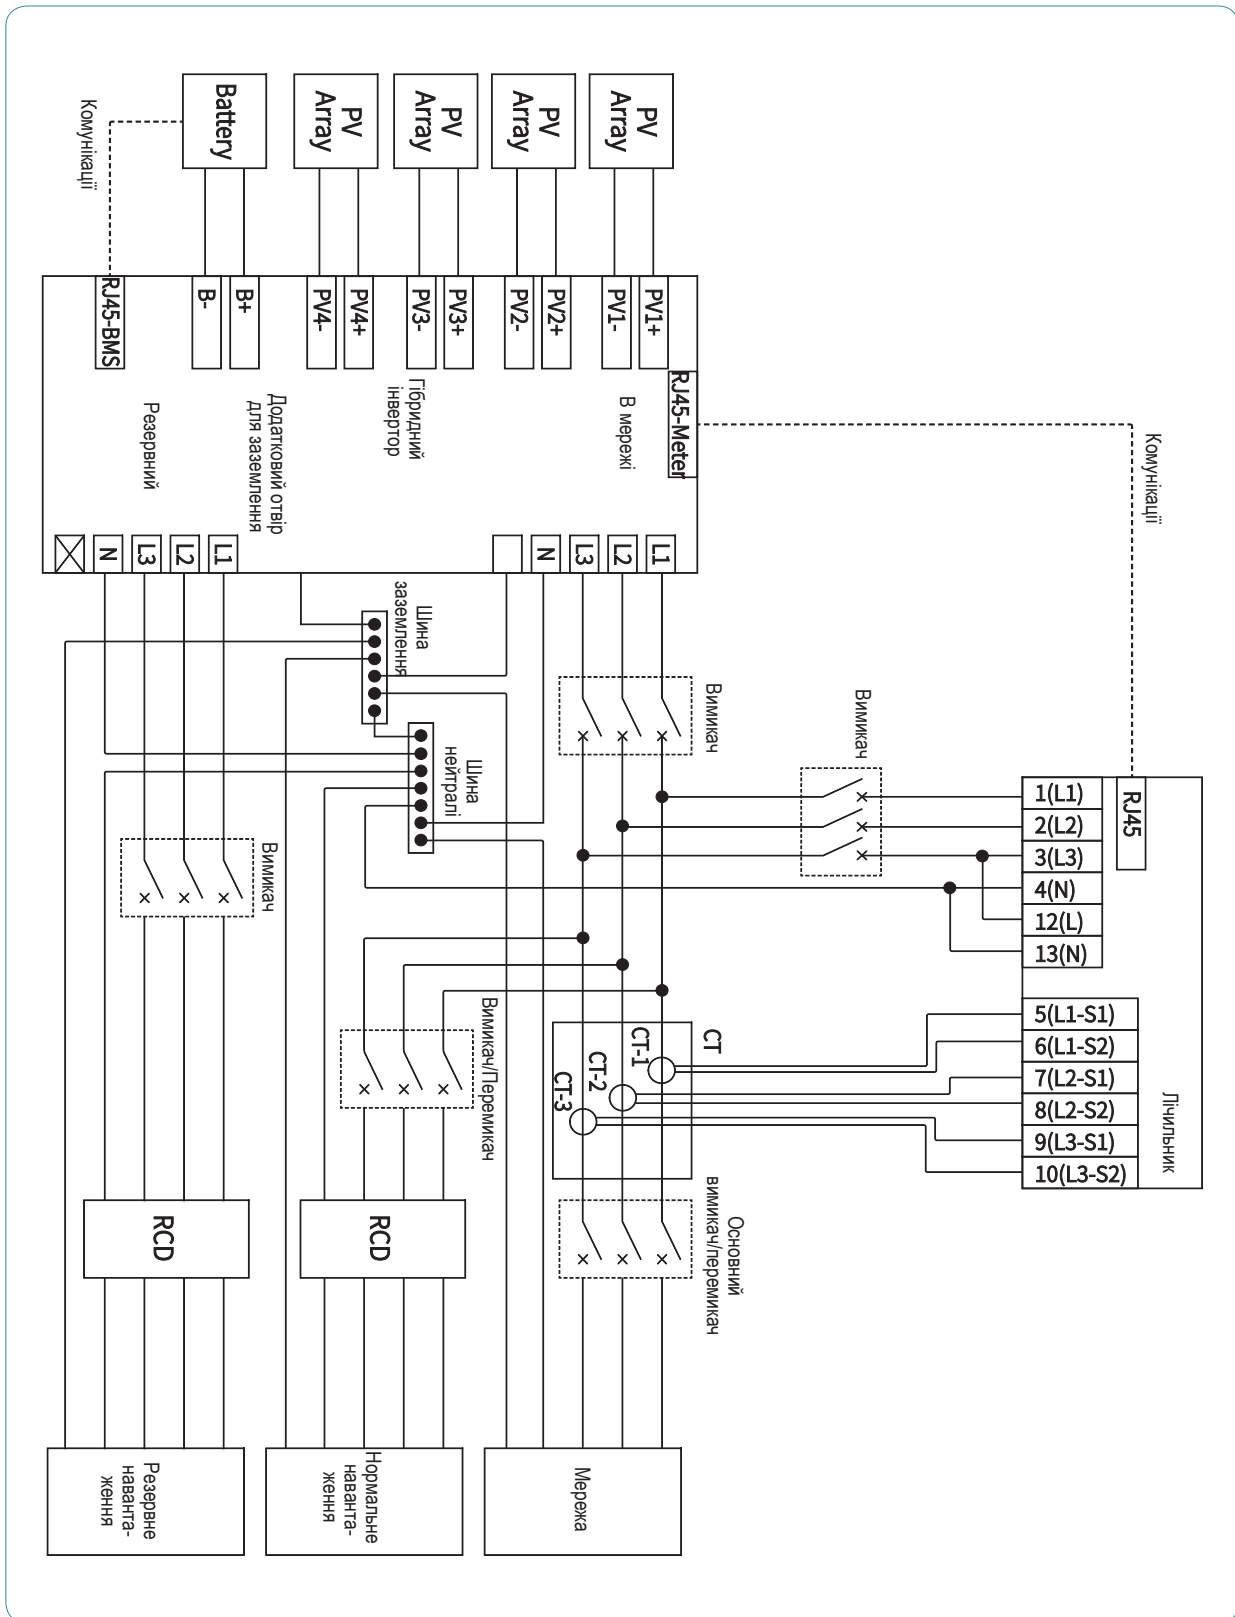 Battery
PV
Array
PV
Array
PV
Array
PV
Array
Комунікації
RJ45-BMS
B-
B+
PV4-
PV4+
PV3-
PV3+
PV2-
PV2+
PV1-
PV1+
RJ45-Meter
Резервний
Додатковий отвір
для заземлення
Гібридний
інвертор
В мережі
Комунікації
N
L3
L2
L1
N
L3
L2
L1
Шина
заземлення
Шина
нейтралі
Вимикач
Вимикач
Вимикач
RJ45
1(L1)
2(L2)
3(L3)
4(N)
12(L)
13(N)
5(L1-S1)
6(L1-S2)
7(L2-S1)
8(L2-S2)
9(L3-S1)
10(L3-S2)
Лічильник
Вимикач/Перемикач
CT
CT-1
CT-2
CT-3
Основний
вимикач/перемикач
RCD
RCD
Резервне
наванта-
ження
Нормальне
наванта-
ження
Мережа